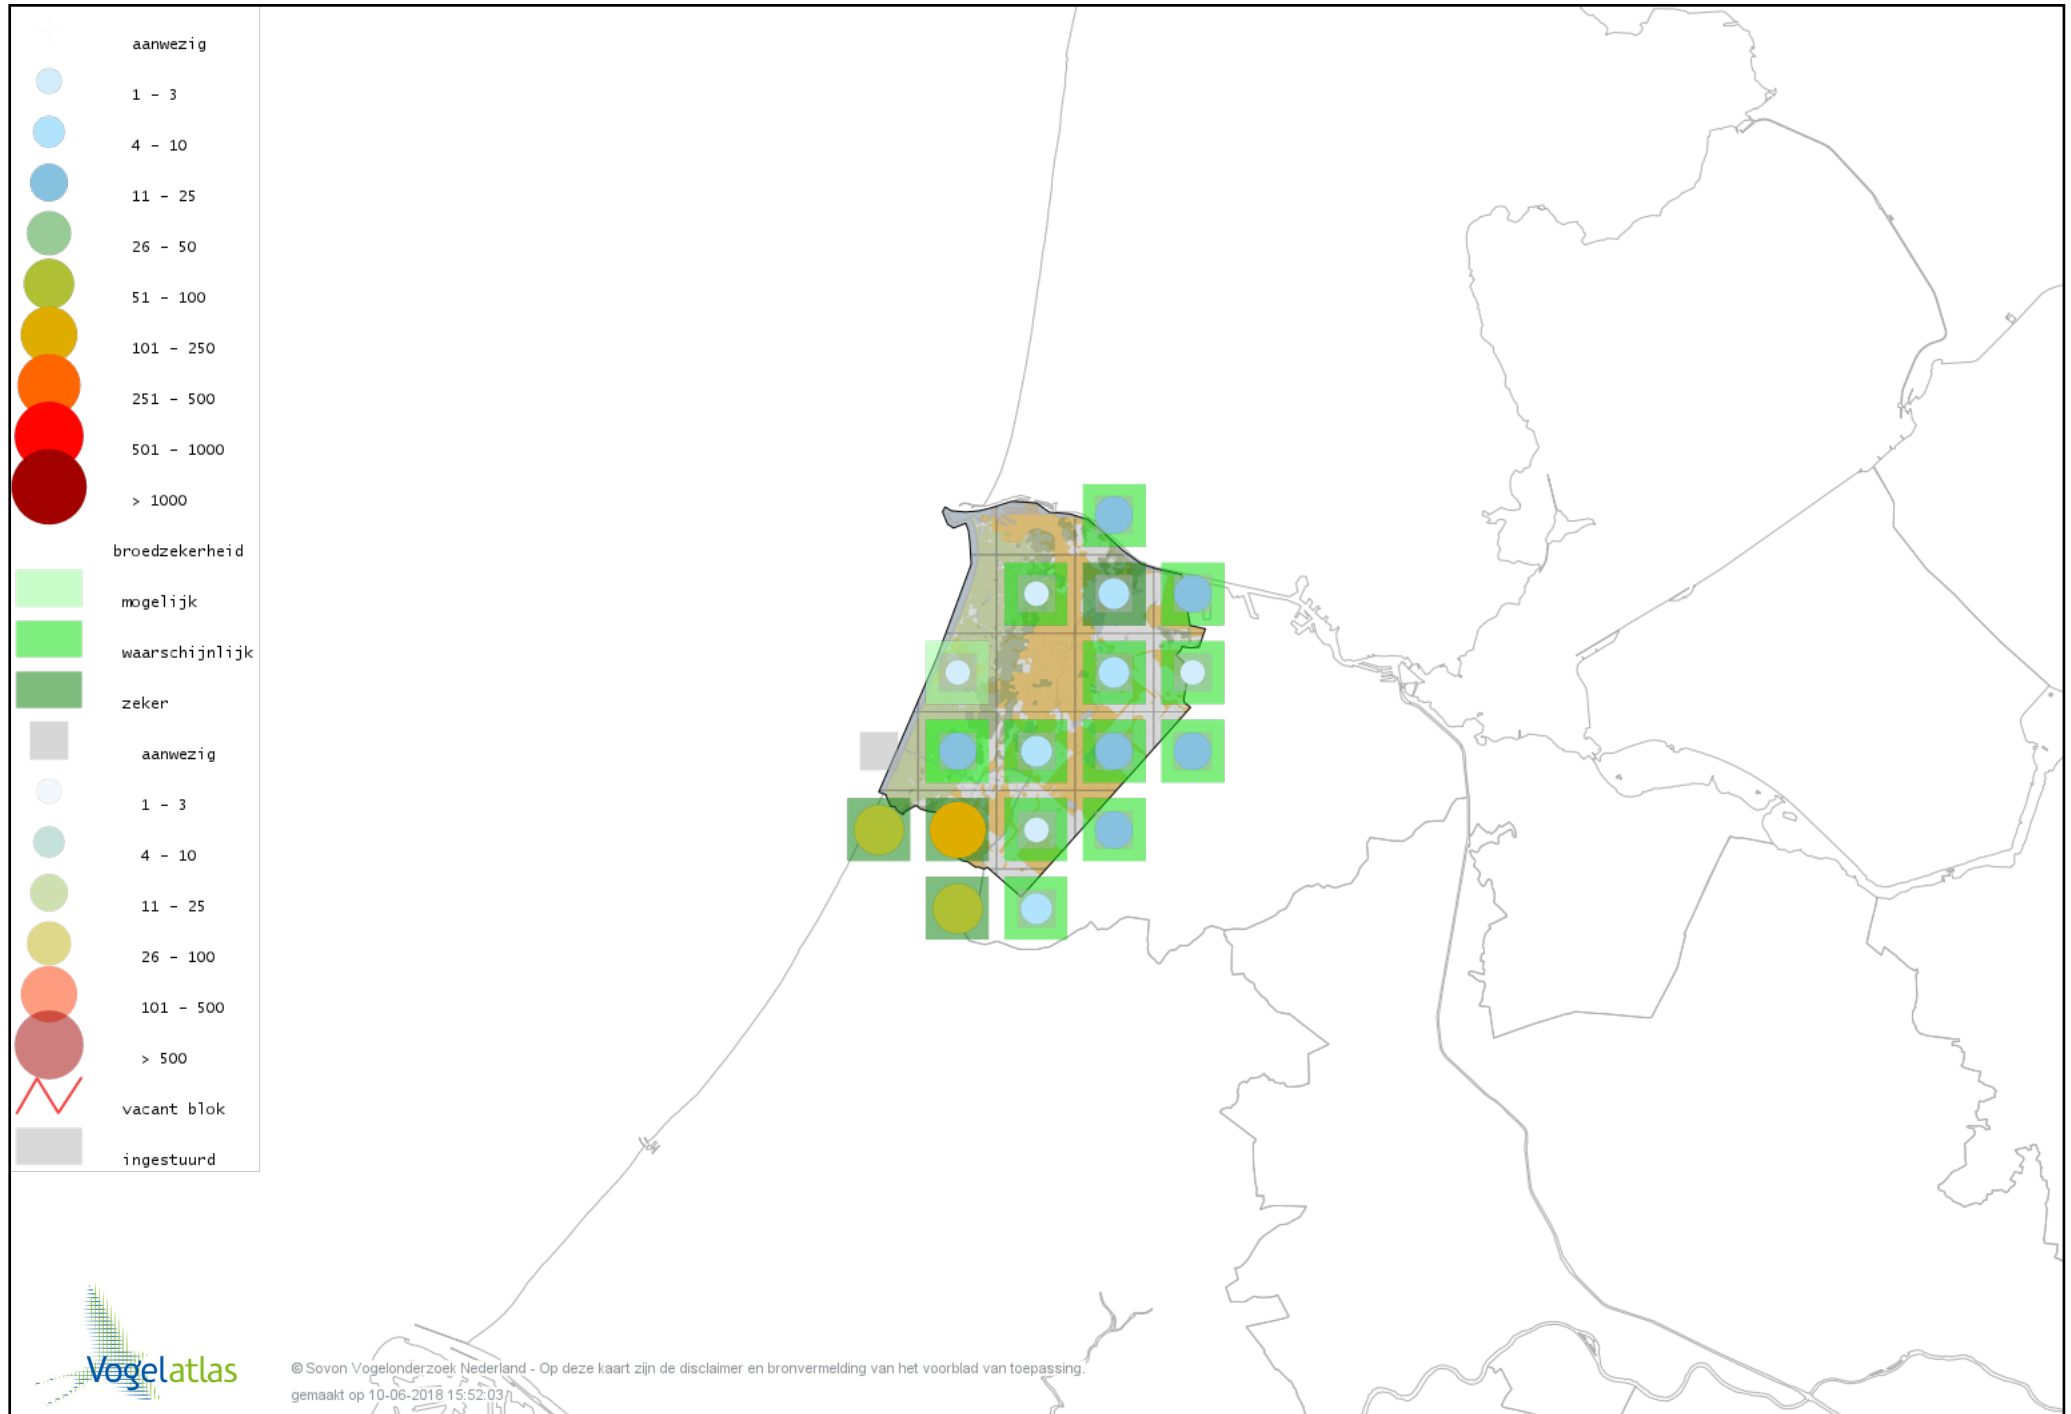 aanwezig
1 - 3
4 - 10
11 - 25
26 - 50
51 - 100
101 - 250
251 - 500
501 - 1000
> 1000
broedzekerheid
mogelijk
waarschijnlijk
zeker
aanwezig
1 - 3
4 - 10
11 - 25
26 - 100
101 - 500
> 500
vacant blok
ingestuurd
Vogelatlas
© Sovon Vogelonderzoek Nederland - Op deze kaart zijn de disclaimer en bronvermelding van het voorblad van toepassing.
gemaakt op 10-06-2018 15:52:03